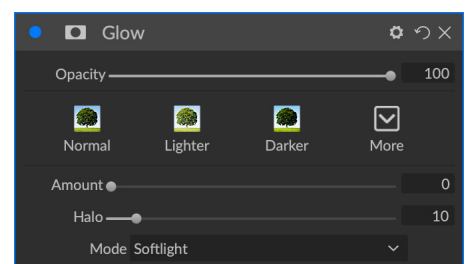 Glow
Opacity 100
Normal Lighter Darker More
Amount 0
Halo 10
Mode Softlight